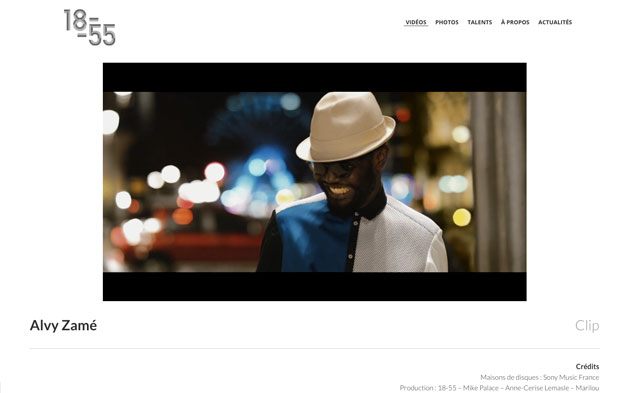 18-
-55
VIDÉOS PHOTOS TALENTS À PROPOS ACTUALITÉS
Alvy Zamé
Clip
Crédits
Maisons de disques : Sony Music France
Production : 18-55 – Mike Palace – Anne-Cerise Lemasle – Marilou